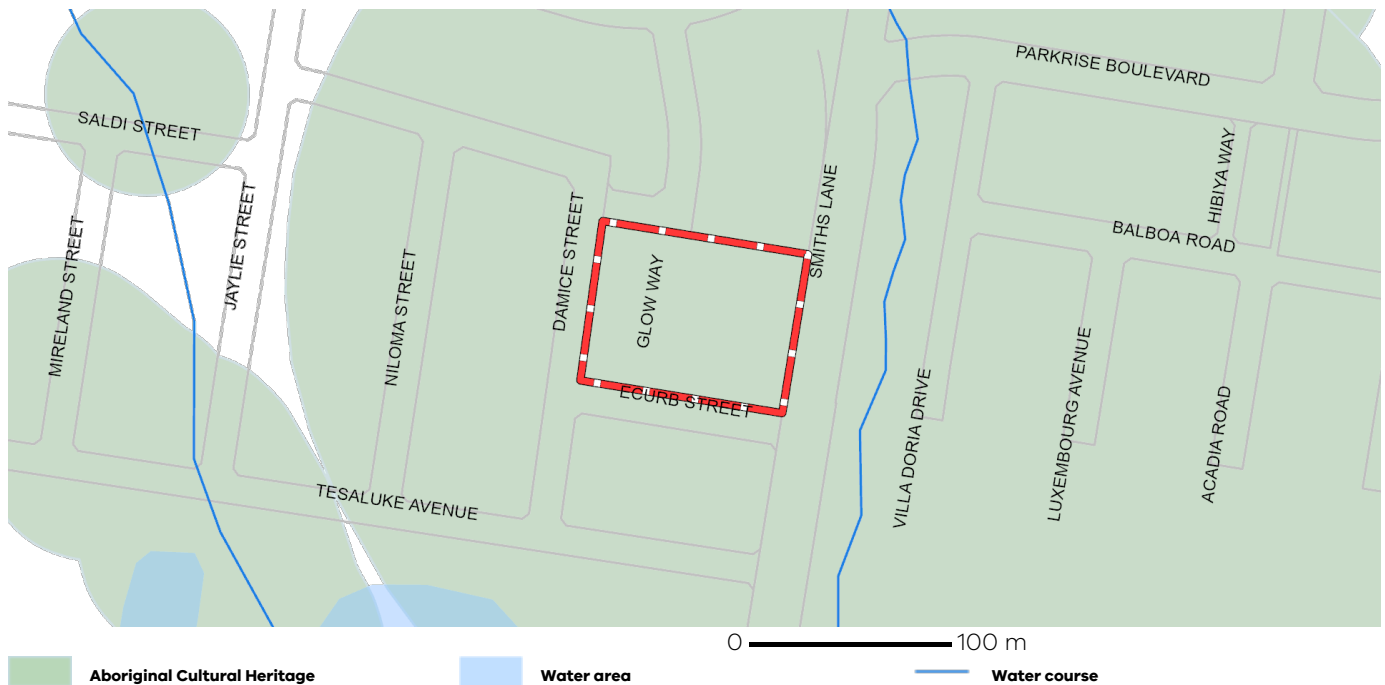 PARKRISE BOULEVARD
SALDI STREET
HIBIYA WAY
SMITHS LANE
JAYLIE STREET
MIRELAND STREET
DAMICE STREET
BALBOA ROAD
NILOMA STREET
GLOW WAY
LUXEMBOURG AVENUE
VILLA DORIA DRIVE
ECURB STREET
ACADIA ROAD
TESALUKE AVENUE
0 100 m
Aboriginal Cultural Heritage Water area Water course